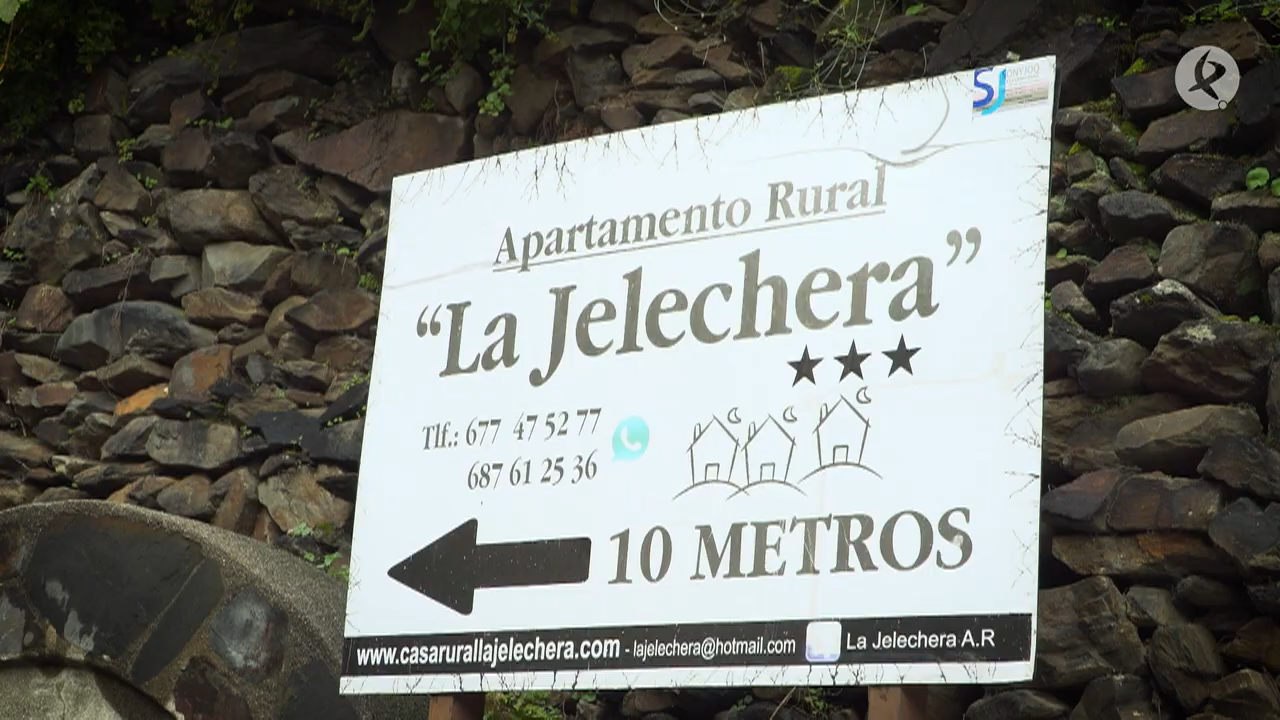 SJ
Apartamento Rural
“La Jelechera”
Tlf.: 677 47 52 77
687 61 25 36
10 METROS
www.casarurallajelechera.com - lajelechera@hotmail.com La Jelechera A.R